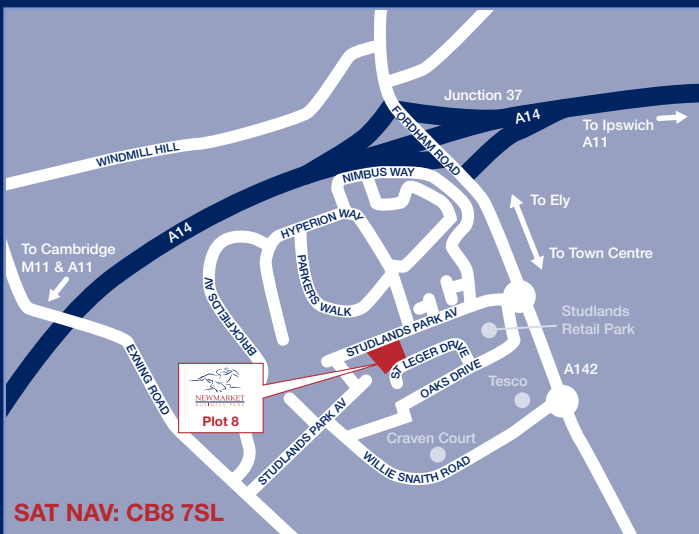 Junction 37
A14
To Ipswich
A11
FORDHAM ROAD
WINDMILL HILL
NIMBUS WAY
To Ely
HYPERION WAY
A14
To Cambridge
M11 & A11
To Town Centre
PARKERS WALK
BRICKFIELDS AV
STUDLANDS PARK AV
Studlands
Retail Park
EXNING ROAD
ST LEGER DRIVE
A142
OAKS DRIVE
Tesco
NEWMARKET
BUSINESS PARK
Plot 8
STUDLANDS PARK AV
Craven Court
WILLIE SNAITH ROAD
SAT NAV: CB8 7SL